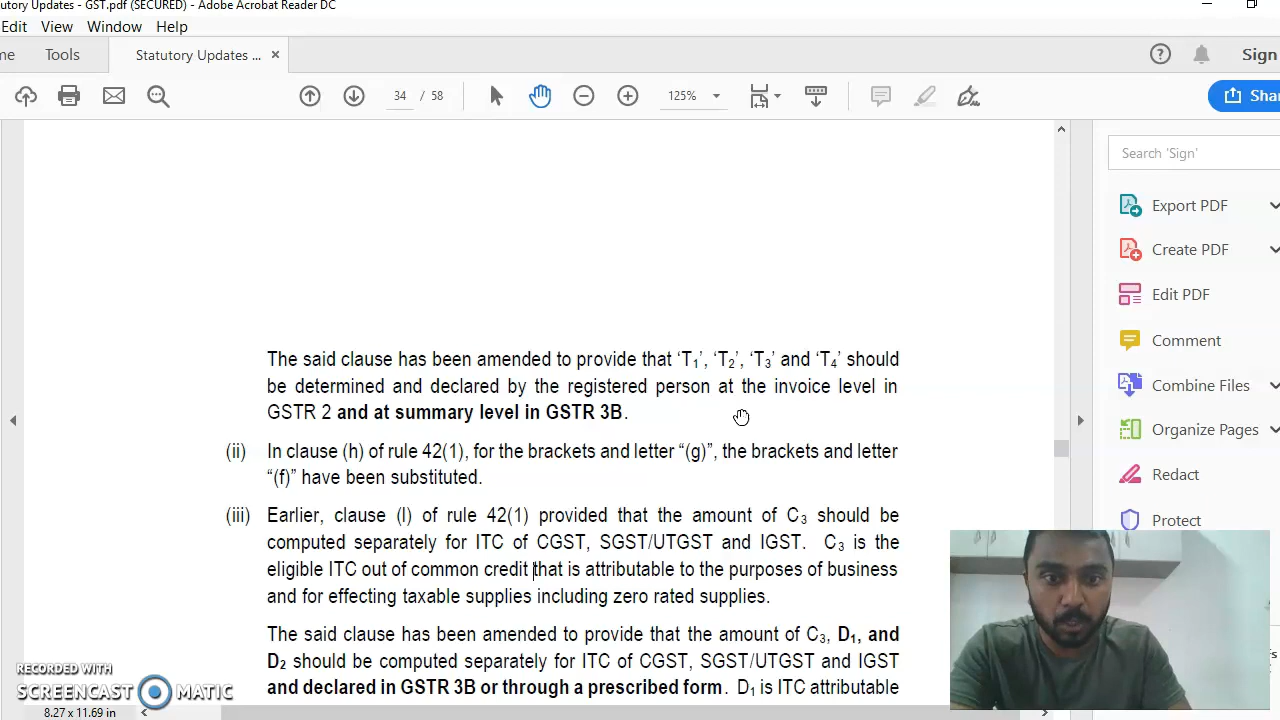 tutory Updates - GST.pdf (SECURED) - Adobe Acrobat Reader DC
Edit View Window Help
me Tools Statutory Updates ... × Sign
34 / 58 125% Sha
Search 'Sign'
Export PDF
Create PDF
Edit PDF
Comment
Combine Files
Organize Pages
Redact
Protect
The said clause has been amended to provide that ‘T1’, ‘T2’, ‘T3’ and ‘T4’ should
be determined and declared by the registered person at the invoice level in
GSTR 2 and at summary level in GSTR 3B.
(ii) In clause (h) of rule 42(1), for the brackets and letter “(g)”, the brackets and letter
“(f)” have been substituted.
(iii) Earlier, clause (l) of rule 42(1) provided that the amount of C3 should be
computed separately for ITC of CGST, SGST/UTGST and IGST. C3 is the
eligible ITC out of common credit that is attributable to the purposes of business
and for effecting taxable supplies including zero rated supplies.
The said clause has been amended to provide that the amount of C3, D1, and
D2 should be computed separately for ITC of CGST, SGST/UTGST and IGST
and declared in GSTR 3B or through a prescribed form. D1 is ITC attributable
RECORDED WITH
SCREENCAST MATIC
8.27 x 11.69 in